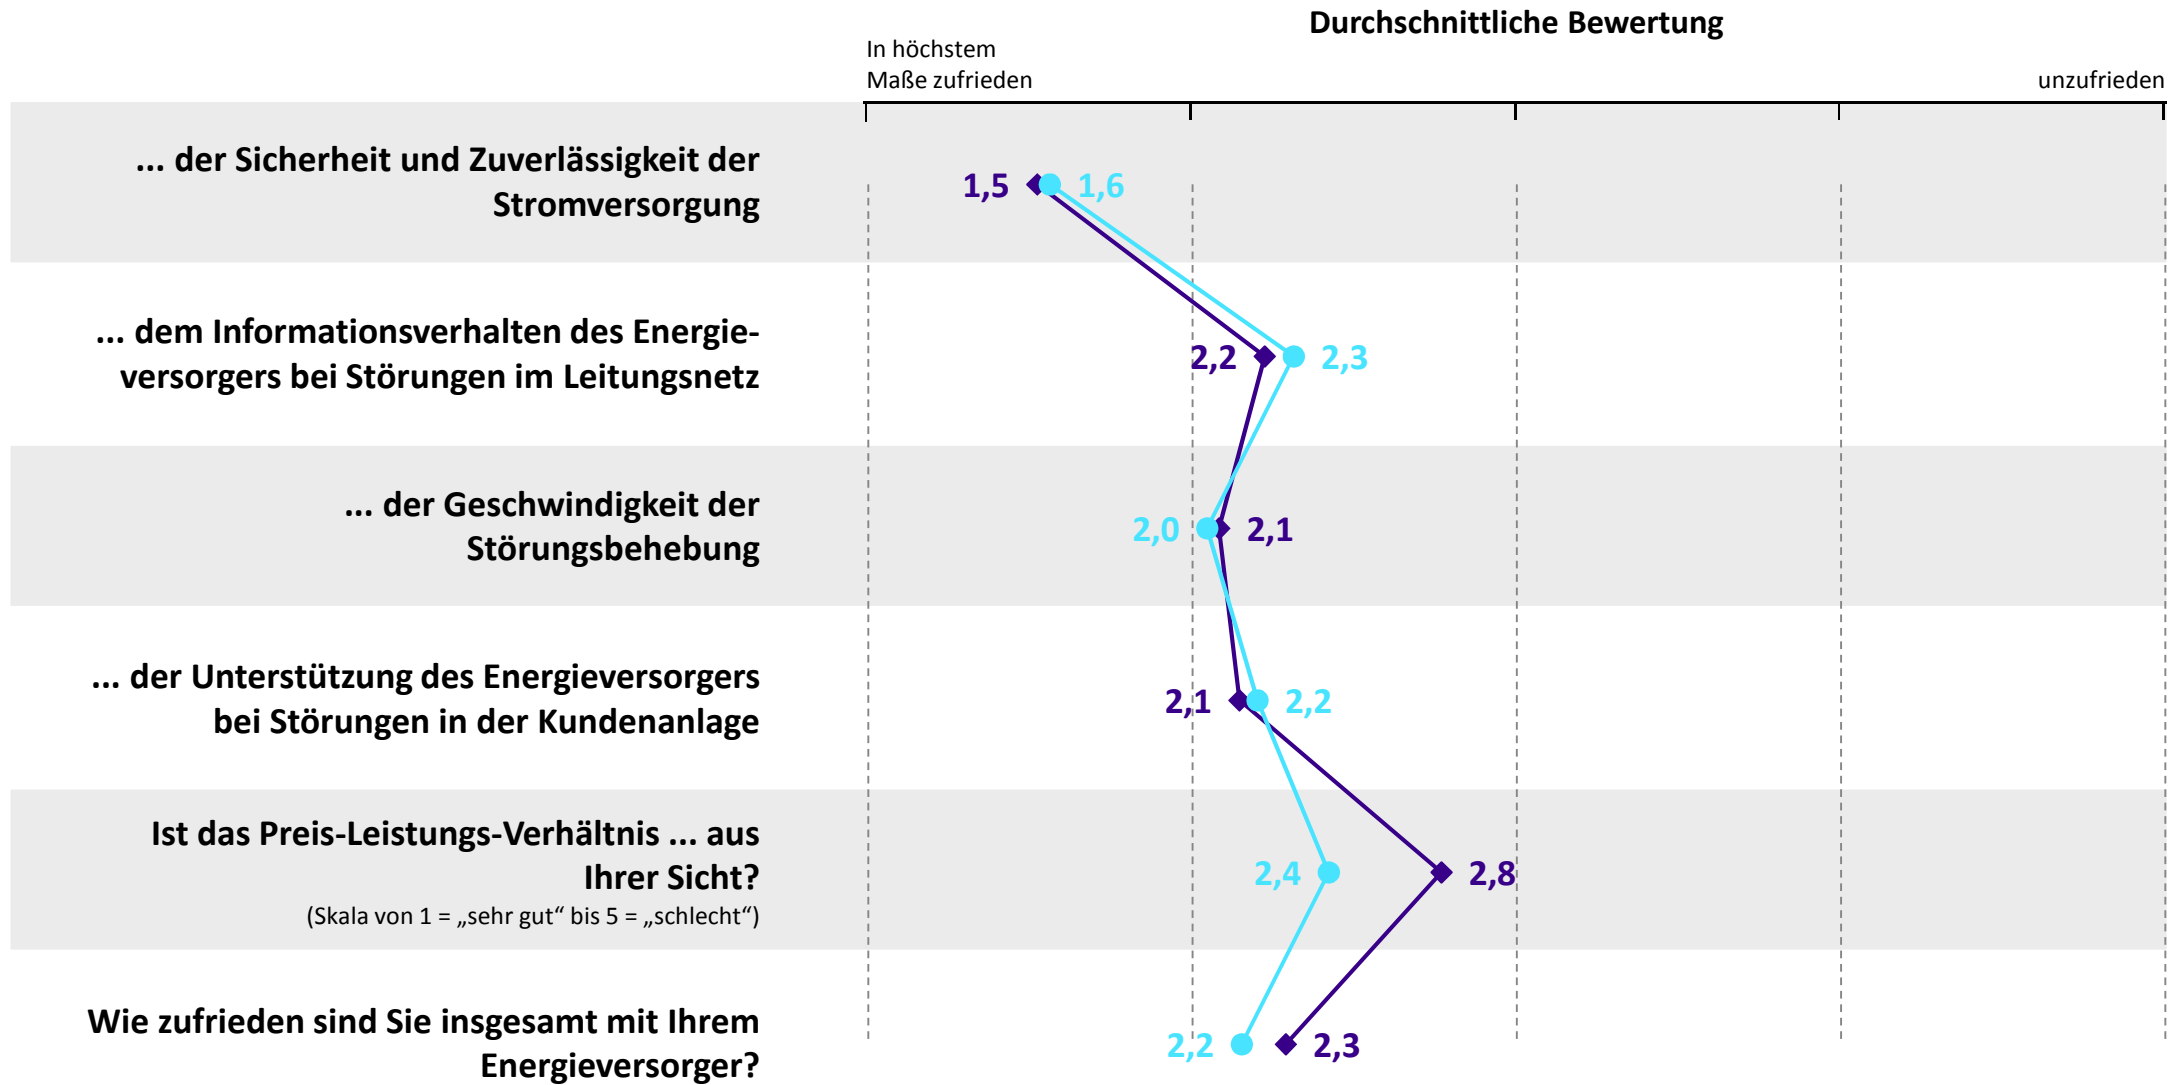 Durchschnittliche Bewertung
In höchstem
Maße zufrieden
unzufrieden
... der Sicherheit und Zuverlässigkeit der
Stromversorgung
1,5
1,6
... dem Informationsverhalten des Energie-
versorgers bei Störungen im Leitungsnetz
2,2
2,3
... der Geschwindigkeit der
Störungsbehebung
2,0
2,1
... der Unterstützung des Energieversorgers
bei Störungen in der Kundenanlage
2,1
2,2
Ist das Preis-Leistungs-Verhältnis ... aus
Ihrer Sicht?
(Skala von 1 = „sehr gut“ bis 5 = „schlecht“)
2,4
2,8
Wie zufrieden sind Sie insgesamt mit Ihrem
Energieversorger?
2,2
2,3